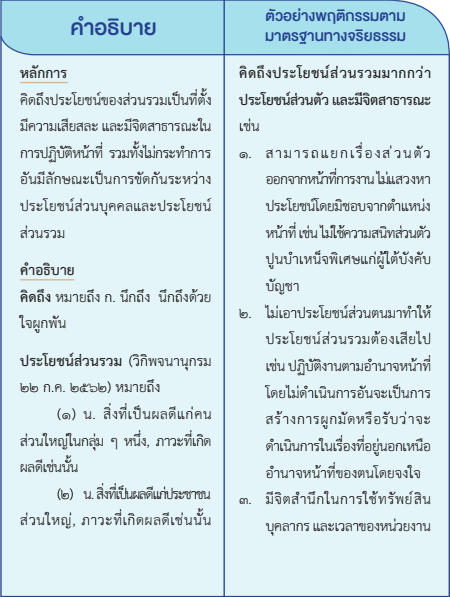 คำอธิบาย
ตัวอย่างพฤติกรรมตาม
มาตรฐานทางจริยธรรม
หลักการ
คิดถึงประโยชน์ของส่วนรวมเป็นที่ตั้ง
มีความเสียสละ และมีจิตสาธารณะใน
การปฏิบัติหน้าที่ รวมทั้งไม่กระทำการ
อันมีลักษณะเป็นการขัดกันระหว่าง
ประโยชน์ส่วนบุคคลและประโยชน์
ส่วนรวม
คำอธิบาย
คิดถึง หมายถึง ก. นึกถึง นึกถึงด้วย
ใจผูกพัน
ประโยชน์ส่วนรวม (วิกิพจนานุกรม
๒๒ ก.ค. ๒๕๖๒) หมายถึง
(๑) น. สิ่งที่เป็นผลดีแก่คน
ส่วนใหญ่ในกลุ่ม ๆ หนึ่ง, ภาวะที่เกิด
ผลดีเช่นนั้น
(๒) น. สิ่งที่เป็นผลดีแก่ประชาชน
ส่วนใหญ่, ภาวะที่เกิดผลดีเช่นนั้น
คิดถึงประโยชน์ส่วนรวมมากกว่า
ประโยชน์ส่วนตัว และมีจิตสาธารณะ
เช่น
๑. สามารถแยกเรื่องส่วนตัว
ออกจากหน้าที่การงาน ไม่แสวงหา
ประโยชน์โดยมิชอบจากตำแหน่ง
หน้าที่ เช่น ไม่ใช้ความสนิทส่วนตัว
ปูนบำเหน็จพิเศษแก่ผู้ใต้บังคับ
บัญชา
๒. ไม่เอาประโยชน์ส่วนตนมาทำให้
ประโยชน์ส่วนรวมต้องเสียไป
เช่น ปฏิบัติงานตามอำนาจหน้าที่
โดยไม่ดำเนินการอันจะเป็นการ
สร้างการผูกมัดหรือรับว่าจะ
ดำเนินการในเรื่องที่อยู่นอกเหนือ
อำนาจหน้าที่ของตนโดยจงใจ
๓. มีจิตสำนึกในการใช้ทรัพย์สิน
บุคลากร และเวลาของหน่วยงาน